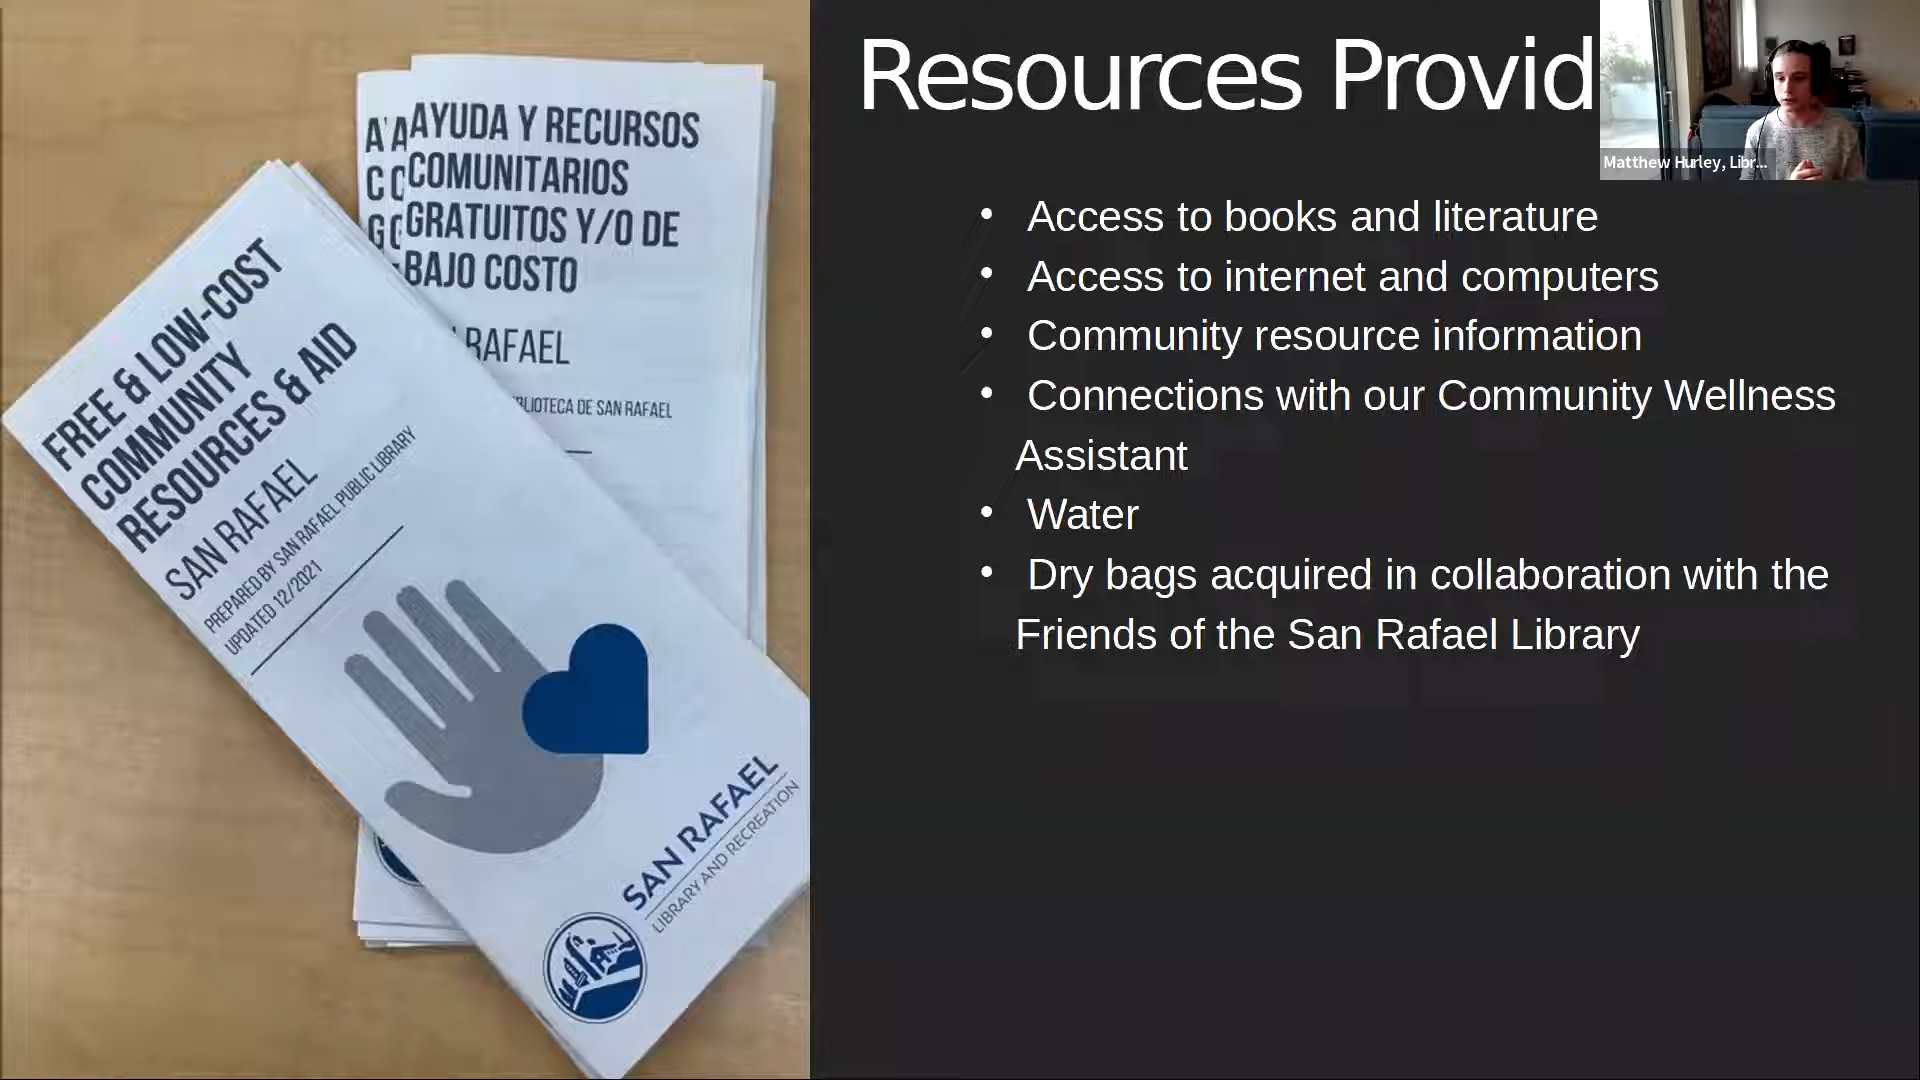 A' A
C C
G G
AYUDA Y RECURSOS
COMUNITARIOS
GRATUITOS Y/O DE
BAJO COSTO
RAFAEL
BLIOTECA DE SAN RAFAEL
FREE & LOW-COST
COMMUNITY
RESOURCES & AID
SAN RAFAEL
PREPARED BY SAN RAFAEL PUBLIC LIBRARY
UPDATED 12/2021
SAN RAFAEL
LIBRARY AND RECREATION
Resources Provid
Matthew Hurley, Libr...
• Access to books and literature
• Access to internet and computers
• Community resource information
• Connections with our Community Wellness
Assistant
• Water
• Dry bags acquired in collaboration with the
Friends of the San Rafael Library